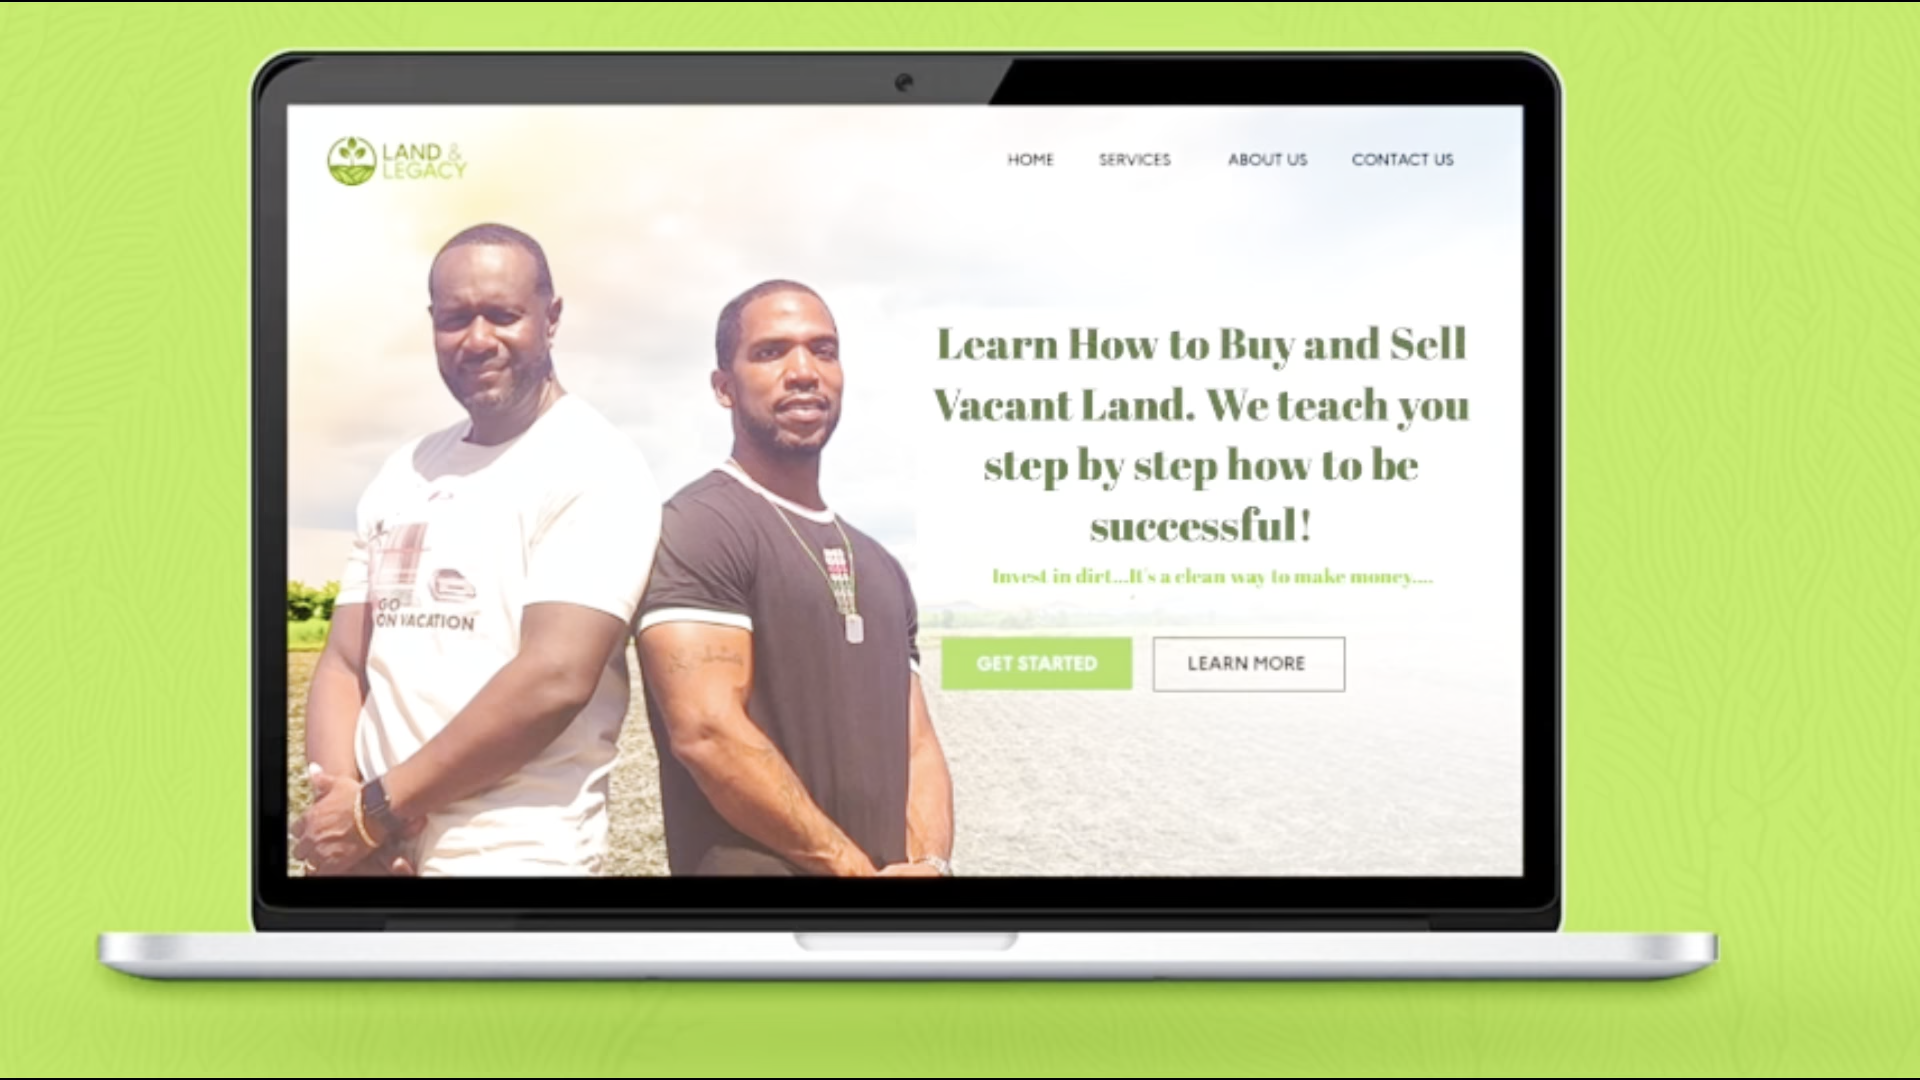 LAND &
LEGACY
HOME SERVICES ABOUT US CONTACT US
Learn How to Buy and Sell
Vacant Land. We teach you
step by step how to be
successful!
Invest in dirt...It's a clean way to make money....
GET STARTED LEARN MORE
GO
ON VACATION